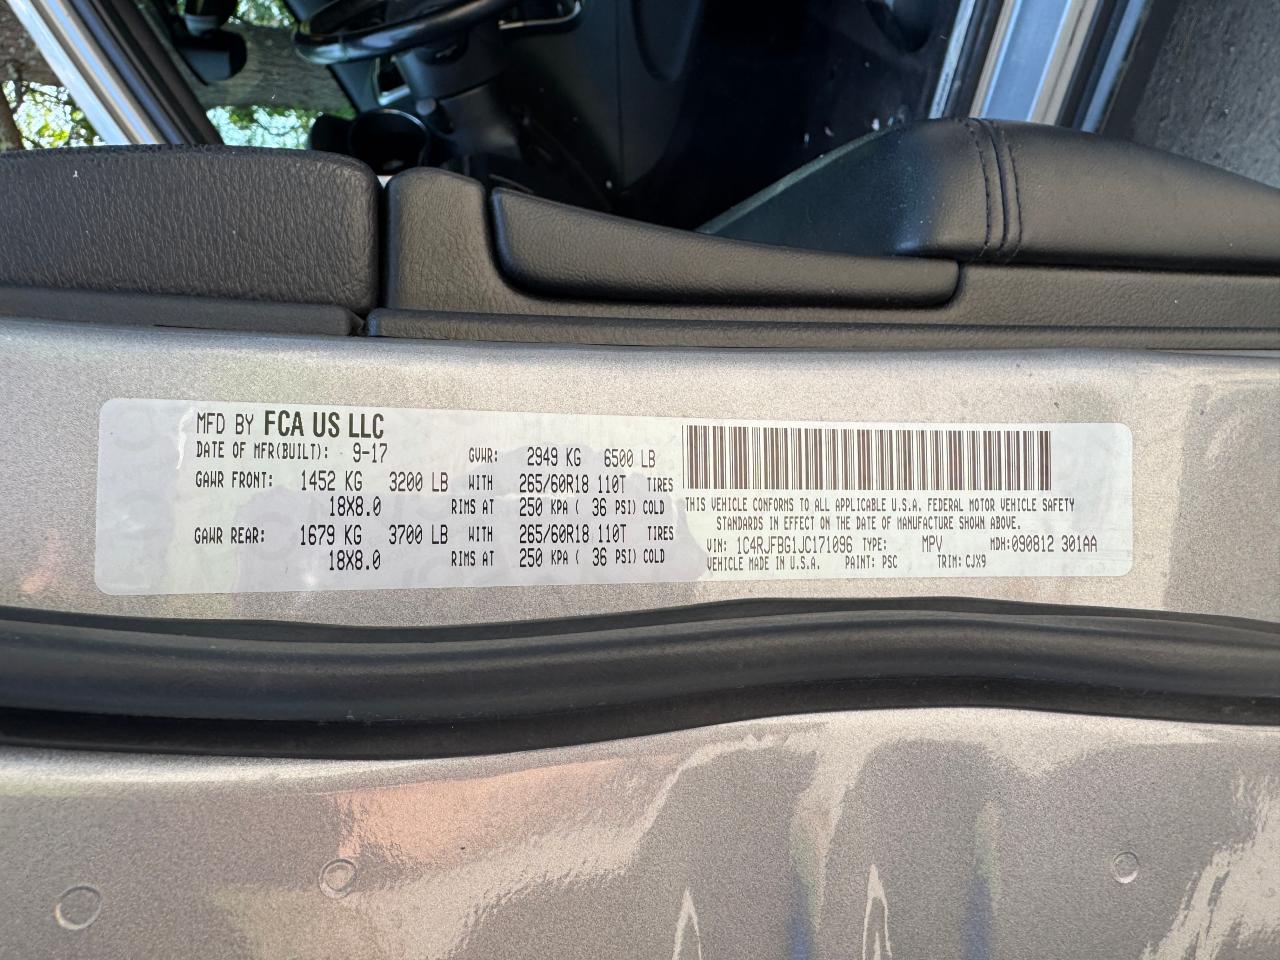 MFD BY FCA US LLC
DATE OF MFR(BUILT): 9-17 GVWR: 2949 KG 6500 LB
GAWR FRONT: 1452 KG 3200 LB WITH 265/60R18 110T TIRES
18X8.0 RIMS AT 250 KPA ( 36 PSI) COLD
GAWR REAR: 1679 KG 3700 LB WITH 265/60R18 110T TIRES
18X8.0 RIMS AT 250 KPA ( 36 PSI) COLD
THIS VEHICLE CONFORMS TO ALL APPLICABLE U.S.A. FEDERAL MOTOR VEHICLE SAFETY
STANDARDS IN EFFECT ON THE DATE OF MANUFACTURE SHOWN ABOVE.
VIN: 1C4RJFBG1JC171096 TYPE: MPV MDH:090812 301AA
VEHICLE MADE IN U.S.A. PAINT: PSC TRIM: CJX9